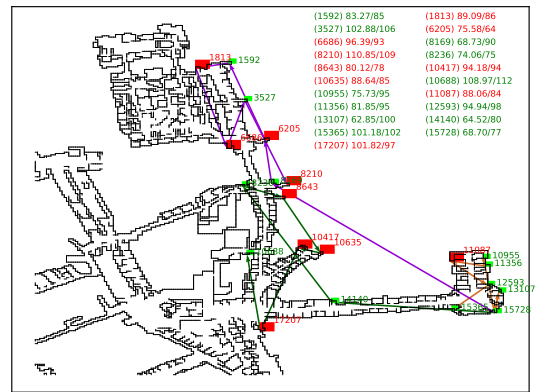 (1592) 83.27/85 (1813) 89.09/86
(3527) 102.88/106 (6205) 75.58/64
(6686) 96.39/93 (8169) 68.73/90
(8210) 110.85/109 (8236) 74.06/75
(8643) 80.12/78 (10417) 94.18/94
(10635) 88.64/85 (10688) 108.97/112
(10955) 75.73/95 (11087) 88.06/84
(11356) 81.85/95 (12593) 94.94/98
(13107) 62.85/100 (14140) 64.52/80
(15365) 101.18/102 (15728) 68.70/77
(17207) 101.82/97
1813
1592
3527
6205
6686
8210
8236
8643
10417
10635
10688
11087
10955
11356
12593
13107
14140
15365
15728
17207